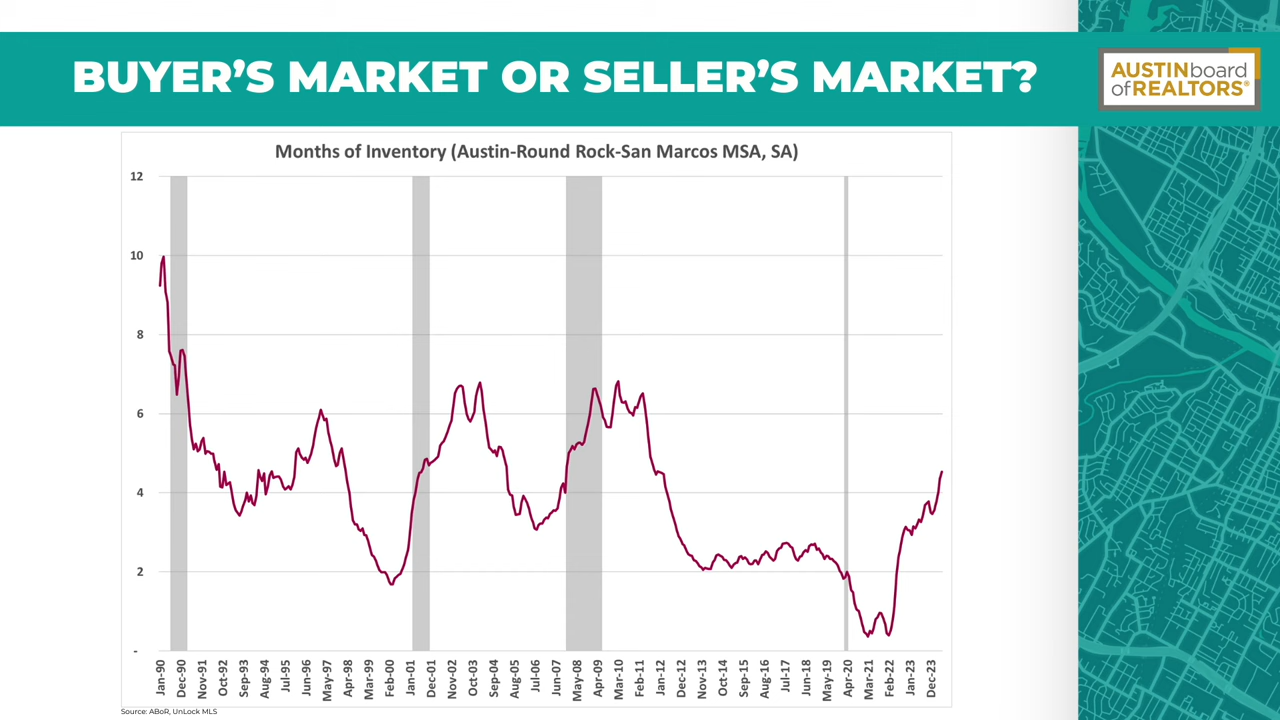 BUYER'S MARKET OR SELLER'S MARKET?
AUSTINboard
ofREALTORS®
Months of Inventory (Austin-Round Rock-San Marcos MSA, SA)
12
10
8
6
4
2
-
Jan-90
Dec-90
Nov-91
Oct-92
Sep-93
Aug-94
Jul-95
Jun-96
May-97
Apr-98
Mar-99
Feb-00
Jan-01
Dec-01
Nov-02
Oct-03
Sep-04
Aug-05
Jul-06
Jun-07
May-08
Apr-09
Mar-10
Feb-11
Jan-12
Dec-12
Nov-13
Oct-14
Sep-15
Aug-16
Jul-17
Jun-18
May-19
Apr-20
Mar-21
Feb-22
Jan-23
Dec-23
Source: ABoR, UnLock MLS